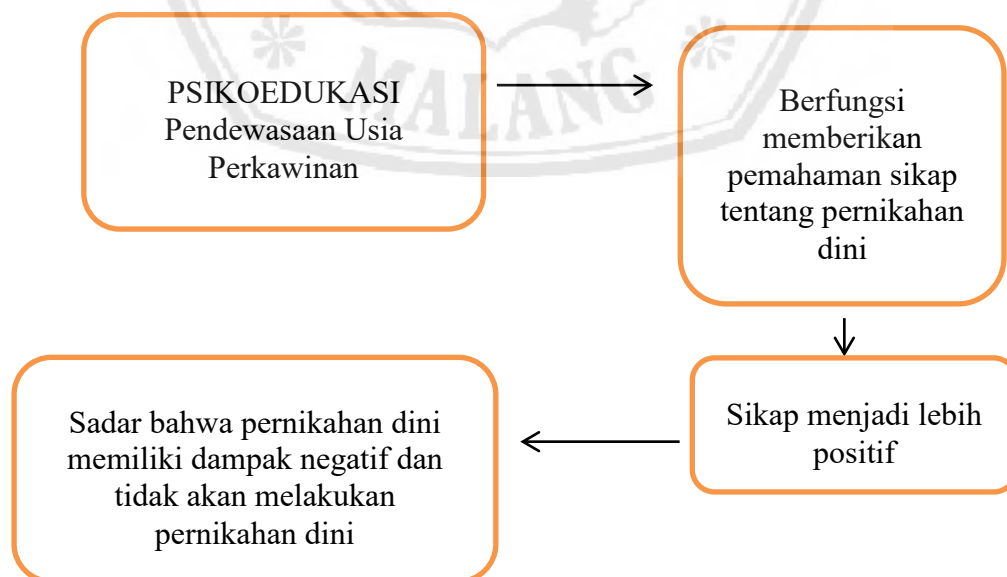 MALANG
PSIKOEDUKASI
Pendewasaan Usia
Perkawinan
Berfungsi
memberikan
pemahaman sikap
tentang pernikahan
dini
Sikap menjadi lebih
positif
Sadar bahwa pernikahan dini
memiliki dampak negatif dan
tidak akan melakukan
pernikahan dini